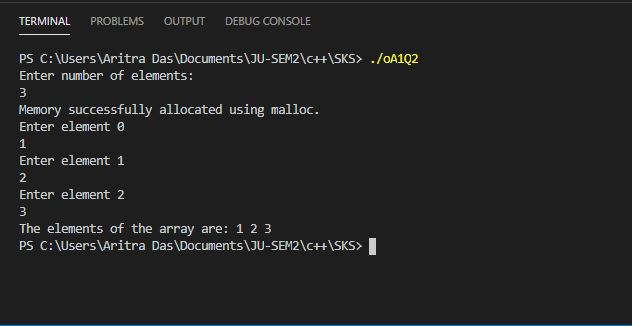 TERMINAL PROBLEMS OUTPUT DEBUG CONSOLE
PS C:\Users\Aritra Das\Documents\JU-SEM2\c++\SKS> ./oA1Q2
Enter number of elements:
3
Memory successfully allocated using malloc.
Enter element 0
1
Enter element 1
2
Enter element 2
3
The elements of the array are: 1 2 3
PS C:\Users\Aritra Das\Documents\JU-SEM2\c++\SKS>